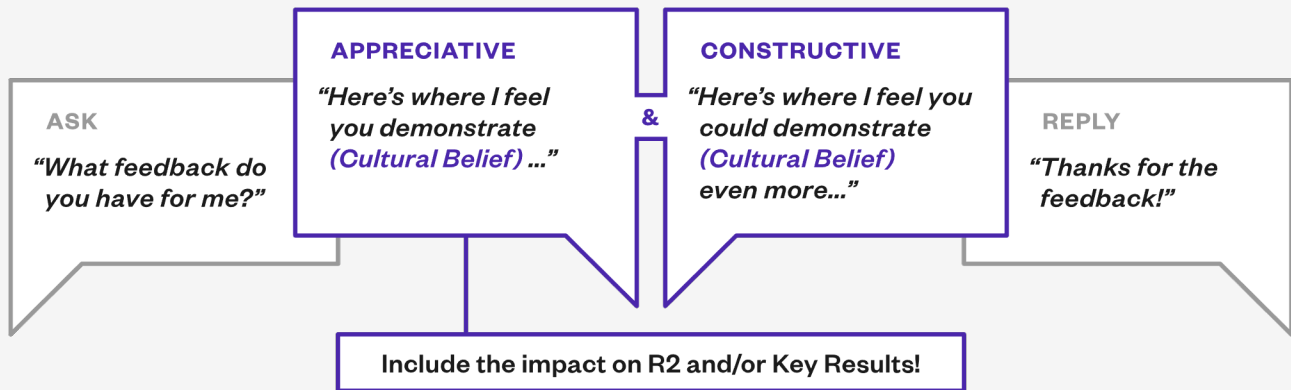 ASK
“What feedback do
you have for me?”
APPRECIATIVE
“Here’s where I feel
you demonstrate
(Cultural Belief) ...”
&
CONSTRUCTIVE
“Here’s where I feel you
could demonstrate
(Cultural Belief)
even more...”
REPLY
“Thanks for the
feedback!”
Include the impact on R2 and/or Key Results!